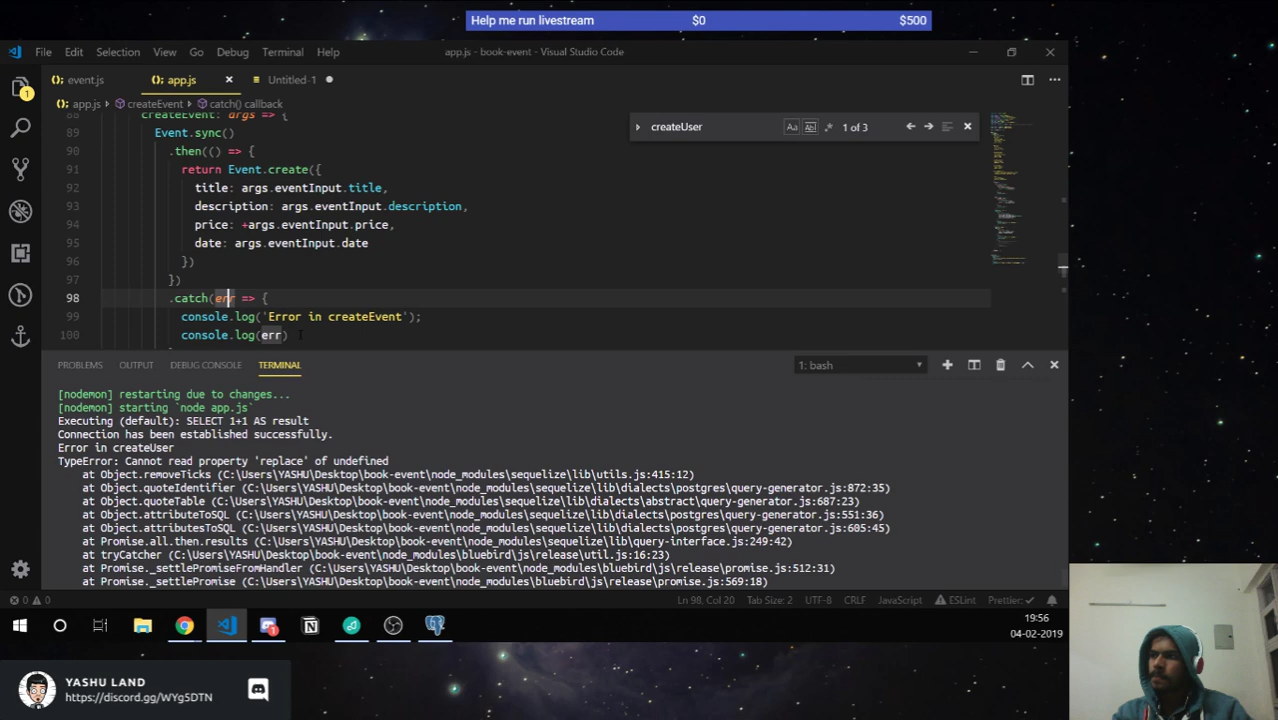 Help me run livestream $0 $500
File Edit Selection View Go Debug Terminal Help app.js - book-event - Visual Studio Code
event.js app.js Untitled-1
app.js createEvent catch() callback
createUser Aa Abl 1 of 3
88 createEvent: args => {
89 Event.sync()
90 .then(() => {
91 return Event.create({
92 title: args.eventInput.title,
93 description: args.eventInput.description,
94 price: +args.eventInput.price,
95 date: args.eventInput.date
96 })
97 })
98 .catch(err => {
99 console.log('Error in createEvent');
100 console.log(err)
PROBLEMS OUTPUT DEBUG CONSOLE TERMINAL 1: bash
[nodemon] restarting due to changes...
[nodemon] starting `node app.js`
Executing (default): SELECT 1+1 AS result
Connection has been established successfully.
Error in createUser
TypeError: Cannot read property 'replace' of undefined
at Object.removeTicks (C:\Users\YASHU\Desktop\book-event\node_modules\sequelize\lib\utils.js:415:12)
at Object.quoteIdentifier (C:\Users\YASHU\Desktop\book-event\node_modules\sequelize\lib\dialects\postgres\query-generator.js:872:35)
at Object.quoteTable (C:\Users\YASHU\Desktop\book-event\node_modules\sequelize\lib\dialects\abstract\query-generator.js:687:23)
at Object.attributeToSQL (C:\Users\YASHU\Desktop\book-event\node_modules\sequelize\lib\dialects\postgres\query-generator.js:551:36)
at Object.attributesToSQL (C:\Users\YASHU\Desktop\book-event\node_modules\sequelize\lib\dialects\postgres\query-generator.js:605:45)
at Promise.all.then.results (C:\Users\YASHU\Desktop\book-event\node_modules\sequelize\lib\query-interface.js:249:42)
at tryCatcher (C:\Users\YASHU\Desktop\book-event\node_modules\bluebird\js\release\util.js:16:23)
at Promise._settlePromiseFromHandler (C:\Users\YASHU\Desktop\book-event\node_modules\bluebird\js\release\promise.js:512:31)
at Promise._settlePromise (C:\Users\YASHU\Desktop\book-event\node_modules\bluebird\js\release\promise.js:569:18)
0 0 Ln 98, Col 20 Tab Size: 2 UTF-8 CRLF JavaScript ESLint Prettier: ✓
19:56
04-02-2019
YASHU LAND
https://discord.gg/WYg5DTN